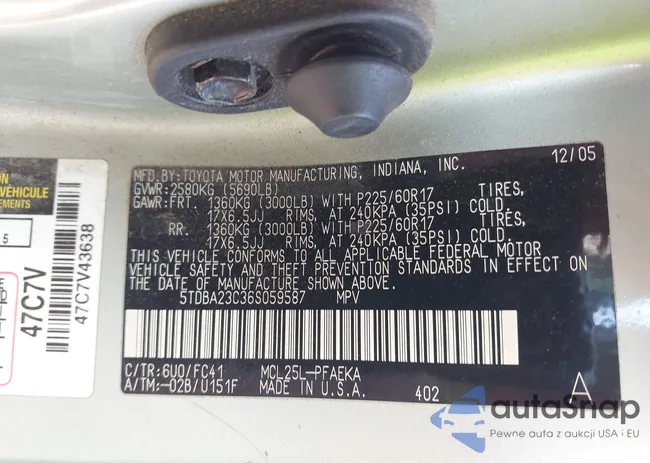 MFD. BY: TOYOTA MOTOR MANUFACTURING, INDIANA, INC. 12/05
GVWR: 2580KG (5690LB)
GAWR: FRT. 1360KG (3000LB) WITH P225/60R17 TIRES,
17X6.5JJ RIMS, AT 240KPA (35PSI) COLD.
RR. 1360KG (3000LB) WITH P225/60R17 TIRES,
17X6.5JJ RIMS, AT 240KPA (35PSI) COLD.
THIS VEHICLE CONFORMS TO ALL APPLICABLE FEDERAL MOTOR
VEHICLE SAFETY AND THEFT PREVENTION STANDARDS IN EFFECT ON
THE DATE OF MANUFACTURE SHOWN ABOVE.
5TDBA23C36S059587 MPV
C/TR: 6U0/FC41 MCL25L-PFAEKA
A/TM: -02B/U151F MADE IN U.S.A. 402 A
VEHICULE
EMENTS
5
47C7V
47C7V43638
autoSnap
Pewne auta z aukcji USA i EU